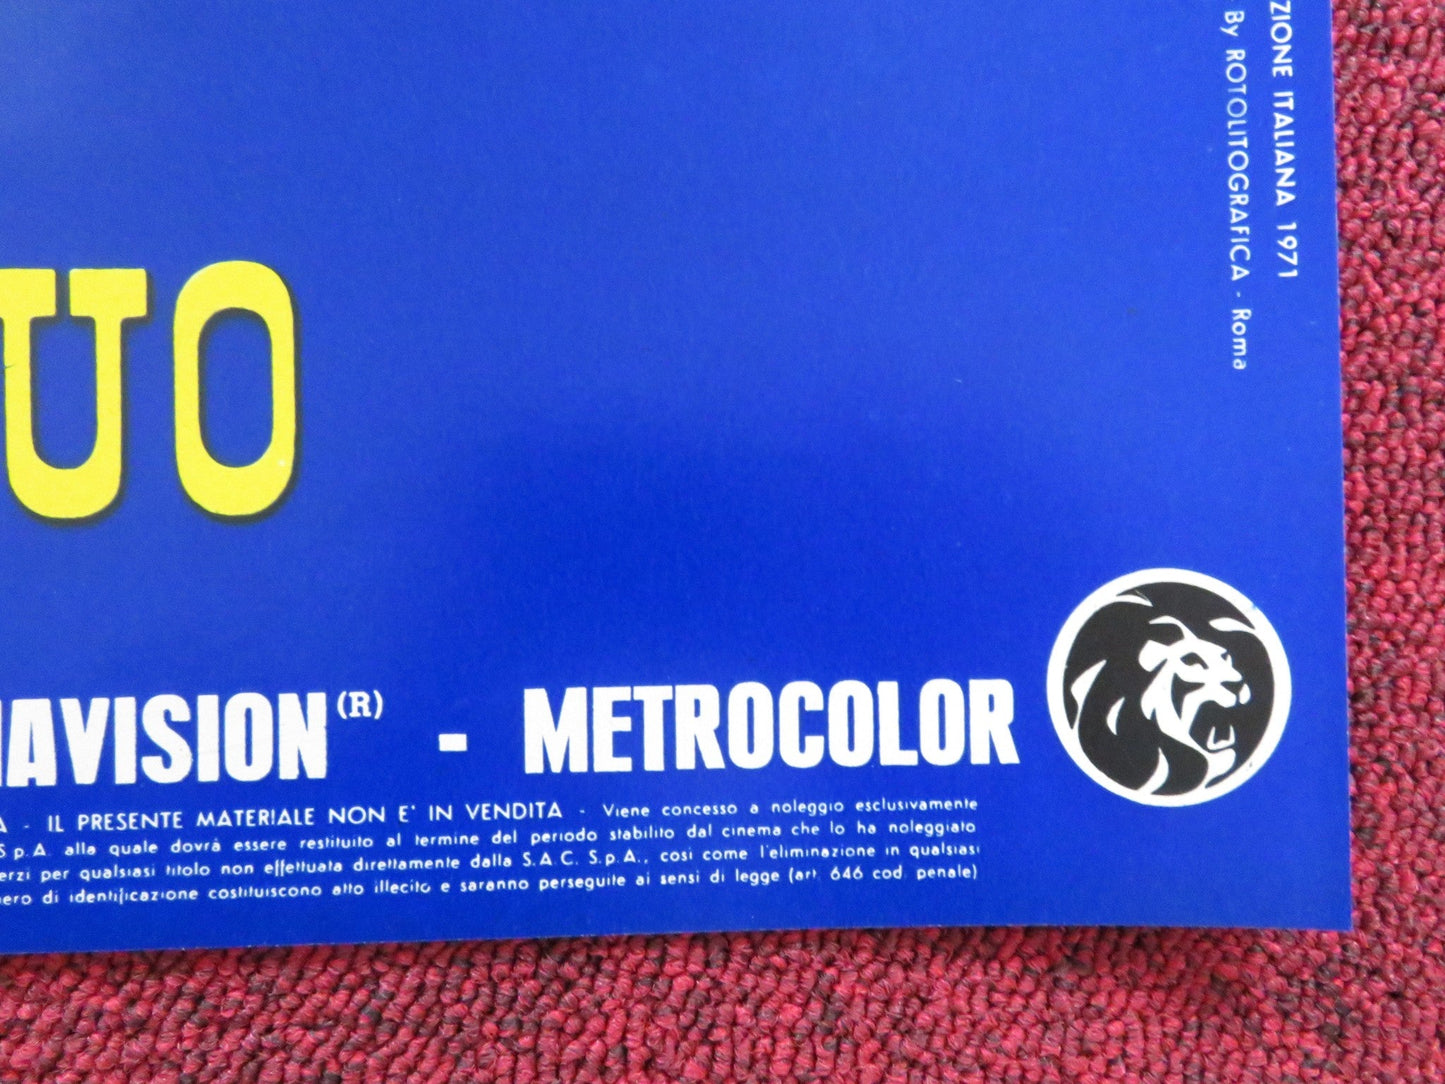 ZIONE ITALIANA 1971
By ROTOLITOGRAFICA - Roma
UO
AVISION (R) - METROCOLOR
A - IL PRESENTE MATERIALE NON E' IN VENDITA - Viene concesso a noleggio esclusivamente
S.p.A. alla quale dovrà essere restituito al termine del periodo stabilito dal cinema che lo ha noleggiato
erzi per qualsiasi titolo non effettuata direttamente dalla S.A.C. S.p.A., così come l'eliminazione in qualsiasi
ero di identificazione costituiscono atto illecito e saranno perseguite ai sensi di legge (art. 646 cod. penale)